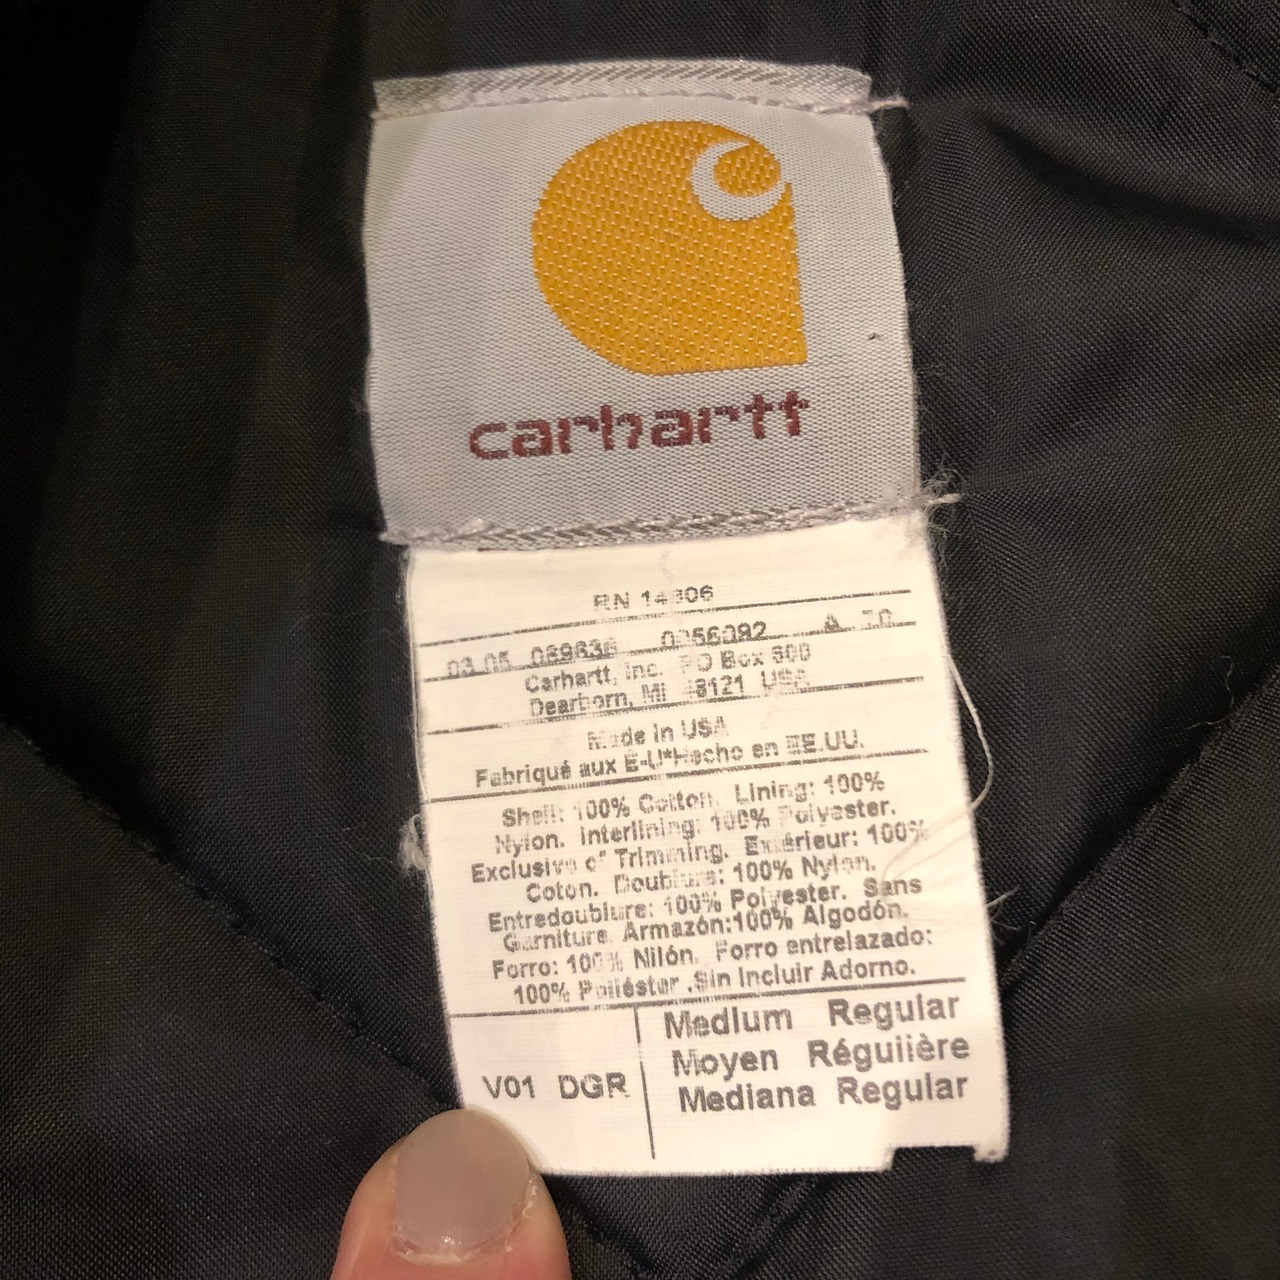 carhartt
RN 14806
03 05 069636
Carhartt, Inc. PO Box 600
Dearborn, MI 48121 USA
Made in USA
Fabriqué aux É-U*Hecho en EE.UU.
Shell: 100% Cotton. Lining: 100%
Nylon. Interlining: 100% Polyester.
Exclusive of Trimming. Extérieur: 100%
Coton. Doublure: 100% Nylon.
Entredoublure: 100% Polyester. Sans
Garniture. Armazón:100% Algodón.
Forro: 100% Nilón. Forro entrelazado:
100% Poliéster .Sin Incluir Adorno.
V01 DGR
Medium Regular
Moyen Régulière
Mediana Regular